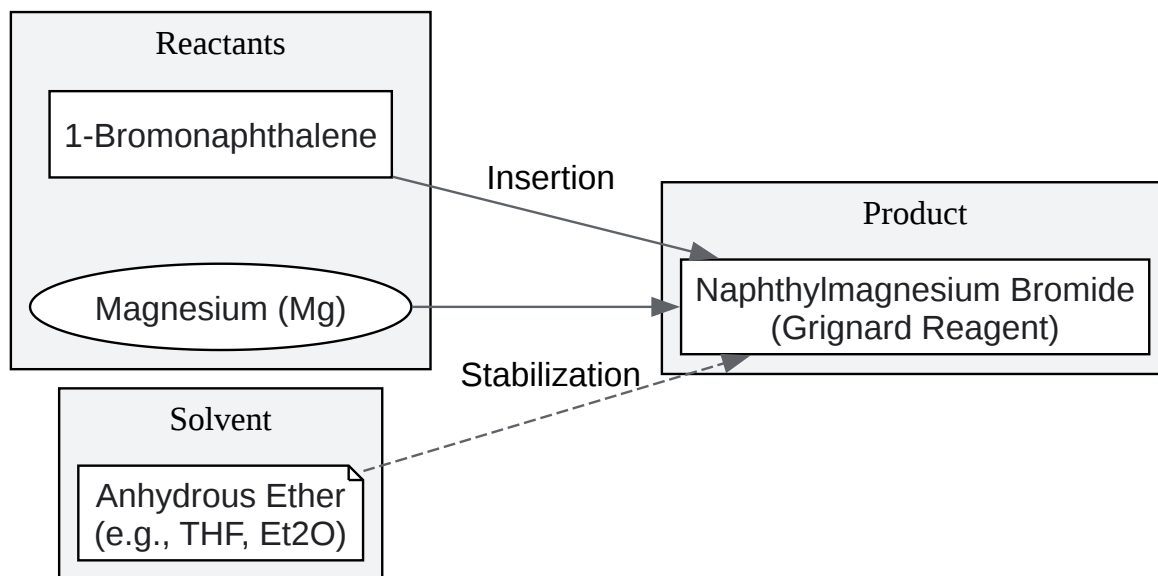 Reactants
1-Bromonaphthalene
Insertion
Product
Magnesium (Mg)
Naphthylmagnesium Bromide
(Grignard Reagent)
Stabilization
Solvent
Anhydrous Ether
(e.g., THF, Et2O)